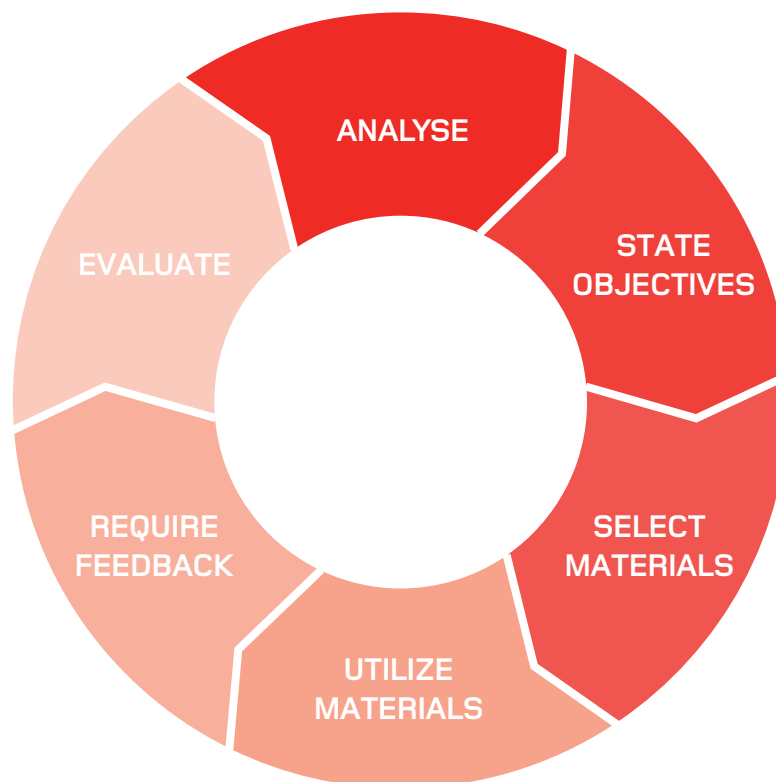 ANALYSE
STATE
OBJECTIVES
SELECT
MATERIALS
UTILIZE
MATERIALS
REQUIRE
FEEDBACK
EVALUATE